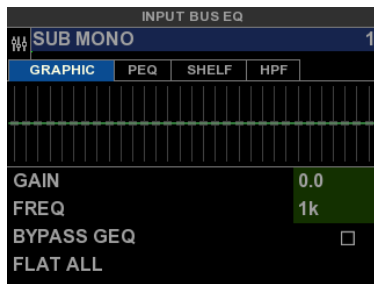 INPUT BUS EQ
SUB MONO 1
GRAPHIC PEQ SHELF HPF
GAIN 0.0
FREQ 1k
BYPASS GEQ
FLAT ALL